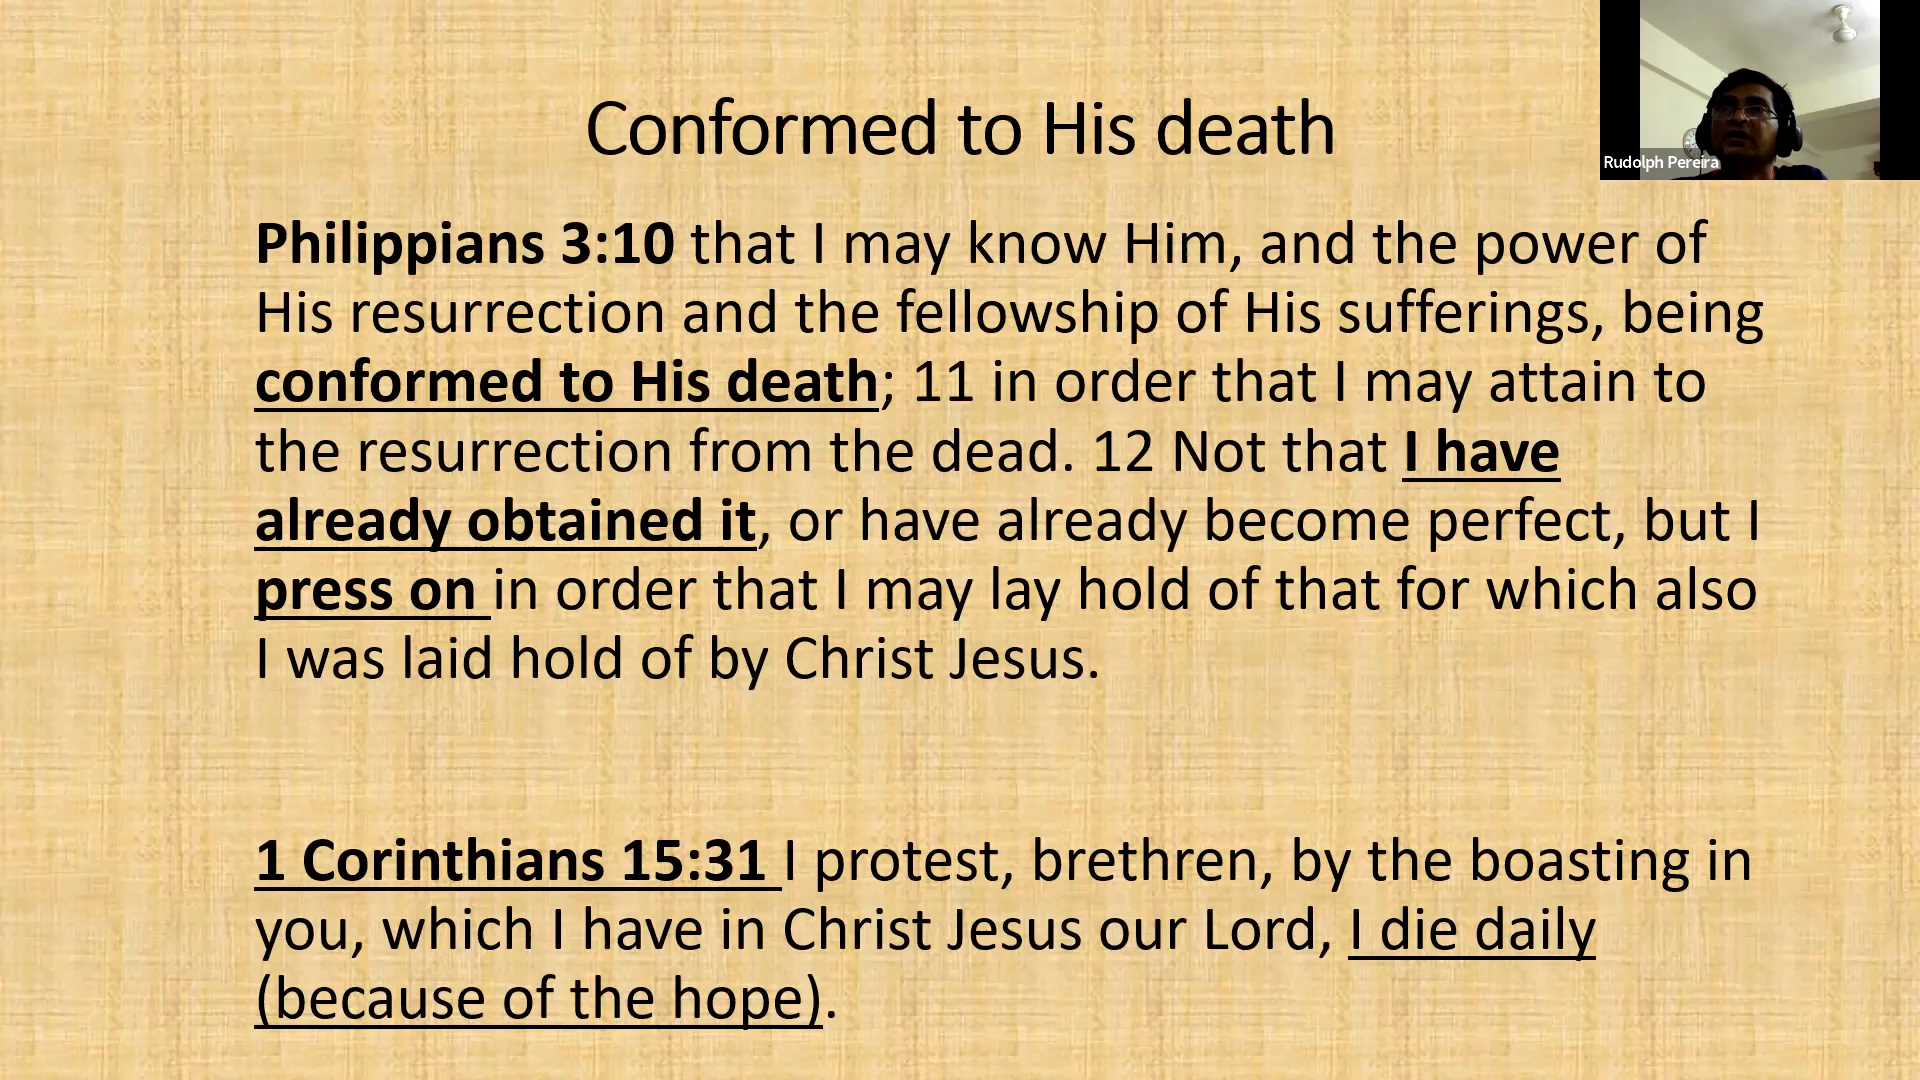 Conformed to His death
Rudolph Pereira
Philippians 3:10 that I may know Him, and the power of
His resurrection and the fellowship of His sufferings, being
conformed to His death; 11 in order that I may attain to
the resurrection from the dead. 12 Not that I have
already obtained it, or have already become perfect, but I
press on in order that I may lay hold of that for which also
I was laid hold of by Christ Jesus.
1 Corinthians 15:31 I protest, brethren, by the boasting in
you, which I have in Christ Jesus our Lord, I die daily
(because of the hope).